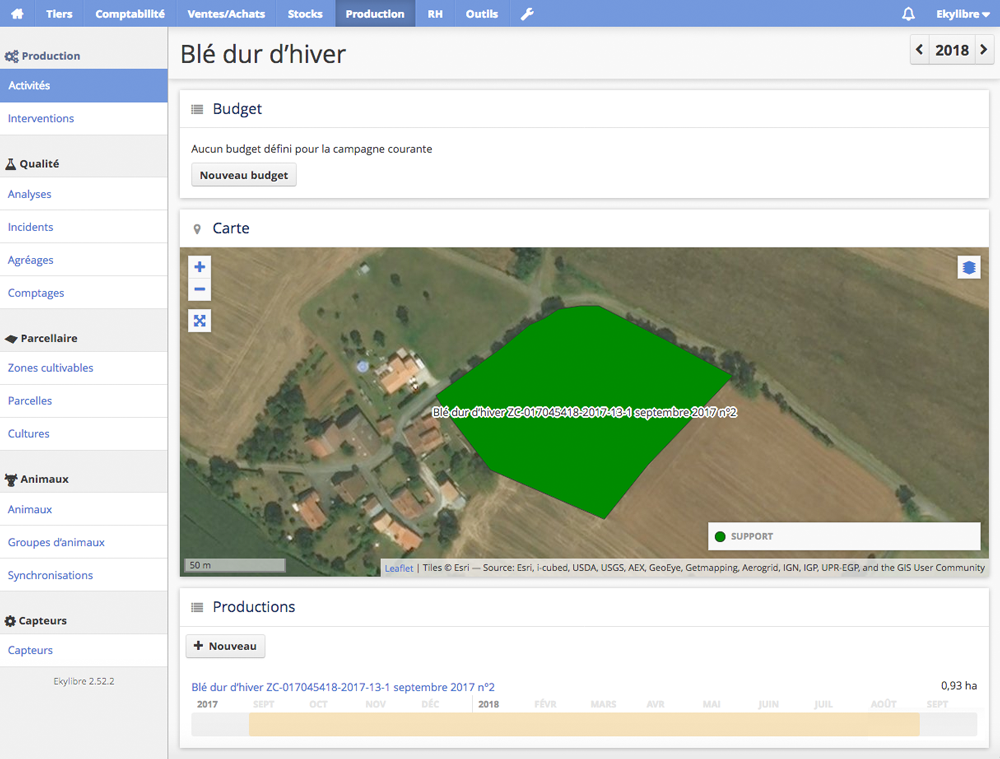 Tiers Comptabilité Ventes/Achats Stocks Production RH Outils Ekylibre
Production
Activités
Interventions
Qualité
Analyses
Incidents
Agréages
Comptages
Parcellaire
Zones cultivables
Parcelles
Cultures
Animaux
Animaux
Groupes d'animaux
Synchronisations
Capteurs
Capteurs
Ekylibre 2.52.2
Blé dur d’hiver
2018
Budget
Aucun budget défini pour la campagne courante
Nouveau budget
Carte
+
−
Blé dur d'hiver ZC-017045418-2017-13-1 septembre 2017 n°2
SUPPORT
50 m
Leaflet | Tiles © Esri — Source: Esri, i-cubed, USDA, USGS, AEX, GeoEye, Getmapping, Aerogrid, IGN, IGP, UPR-EGP, and the GIS User Community
Productions
+ Nouveau
Blé dur d'hiver ZC-017045418-2017-13-1 septembre 2017 n°2 0,93 ha
2017 SEPT OCT NOV DÉC 2018 FÉVR MARS AVR MAI JUIN JUIL AOÛT SEPT